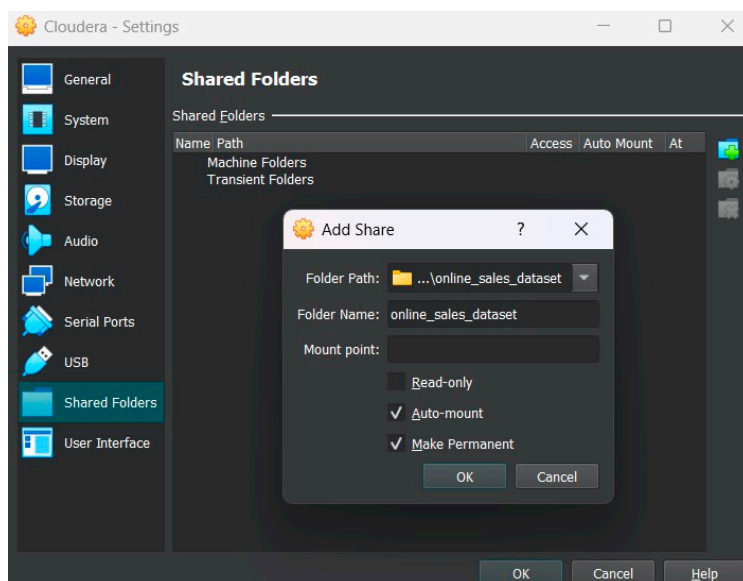 Cloudera - Settings
General
System
Display
Storage
Audio
Network
Serial Ports
USB
Shared Folders
User Interface
Shared Folders
Shared Folders
Name Path Access Auto Mount At
Machine Folders
Transient Folders
Add Share ?
Folder Path: ...\online_sales_dataset
Folder Name: online_sales_dataset
Mount point:
Read-only
Auto-mount
Make Permanent
OK Cancel
OK Cancel Help